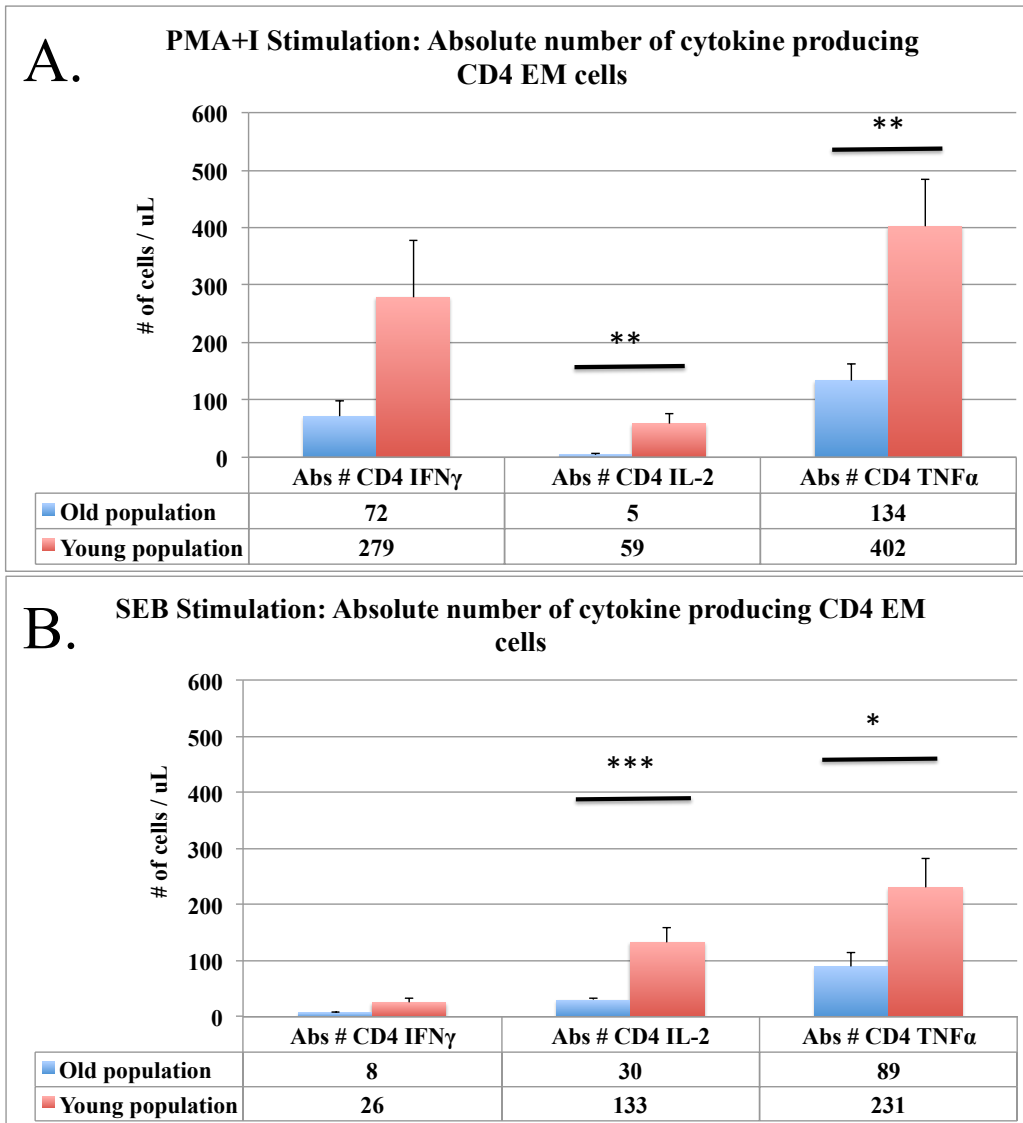 A.
PMA+I Stimulation: Absolute number of cytokine producing
CD4 EM cells
# of cells / uL
600
500
400
300
200
100
0
**
**
Abs # CD4 IFNγ Abs # CD4 IL-2 Abs # CD4 TNFα
Old population 72 5 134
Young population 279 59 402
B.
SEB Stimulation: Absolute number of cytokine producing CD4 EM
cells
# of cells / uL
600
500
400
300
200
100
0
***
*
Abs # CD4 IFNγ Abs # CD4 IL-2 Abs # CD4 TNFα
Old population 8 30 89
Young population 26 133 231